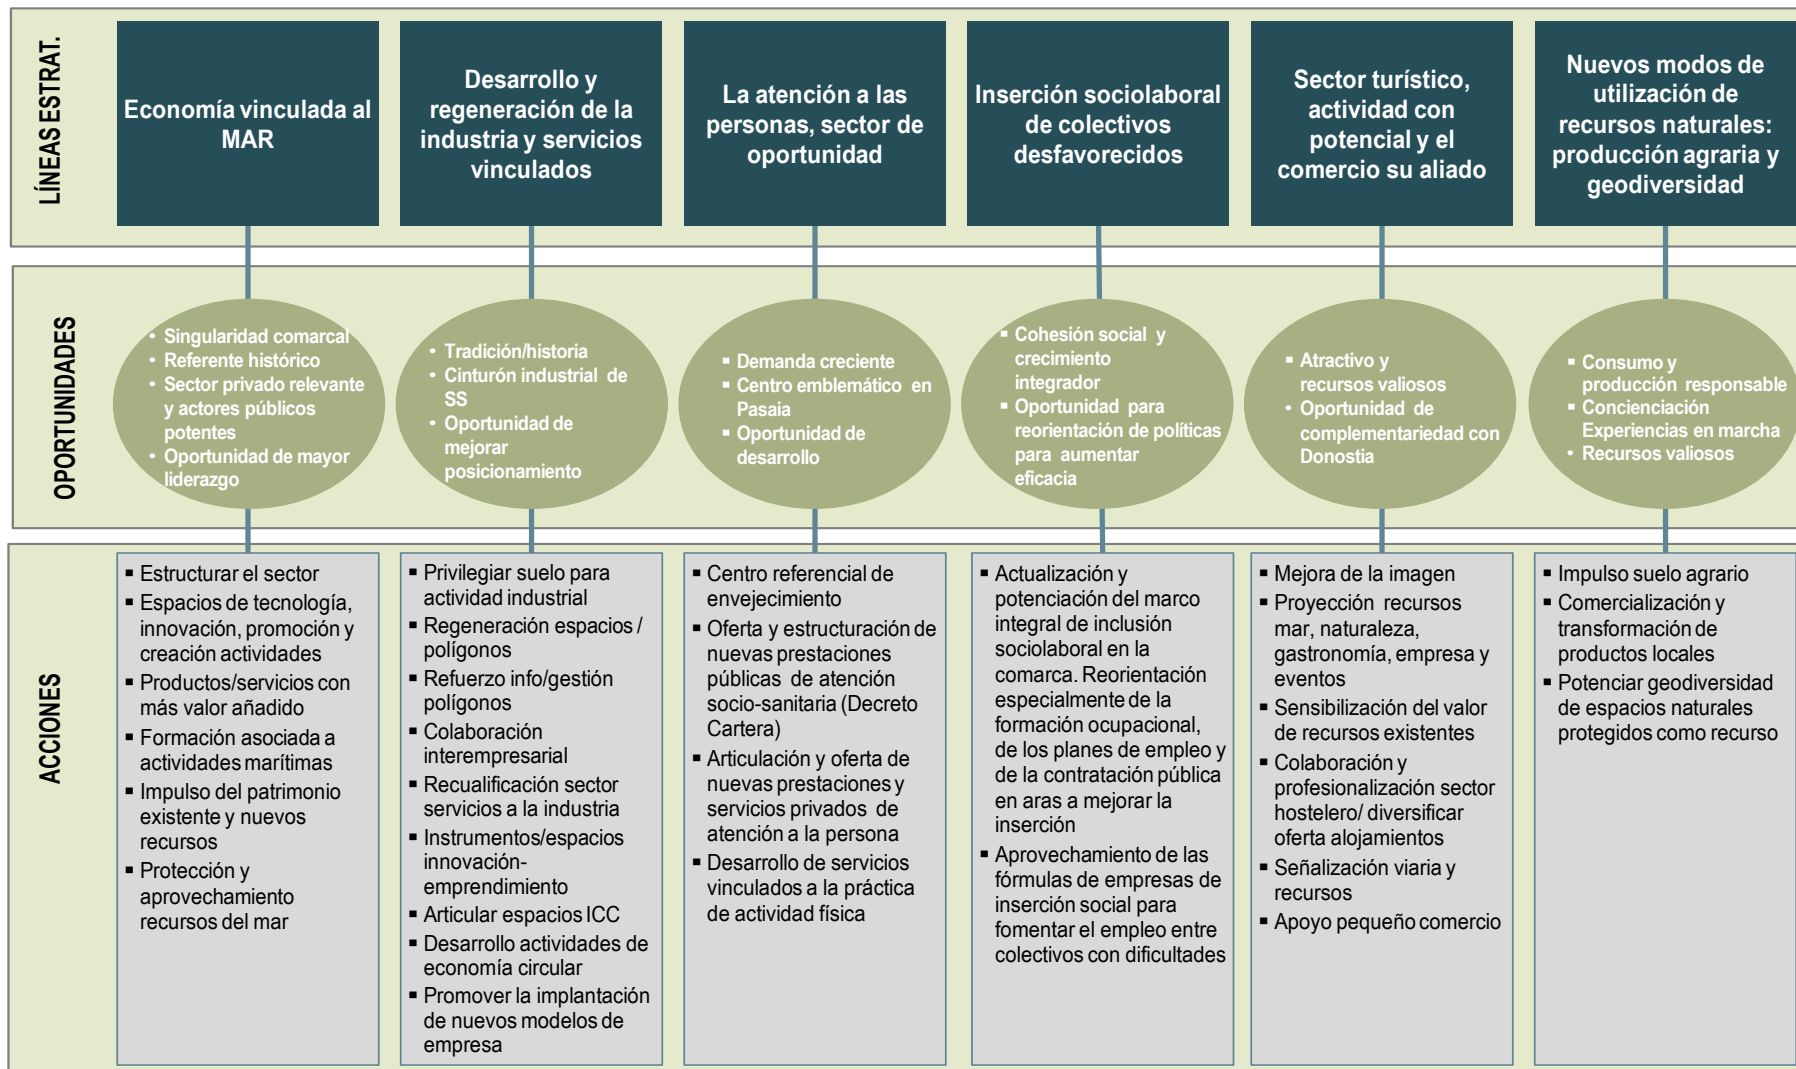 LÍNEAS ESTRAT.
Economía vinculada al
MAR
Desarrollo y
regeneración de la
industria y servicios
vinculados
La atención a las
personas, sector de
oportunidad
Inserción sociolaboral
de colectivos
desfavorecidos
Sector turístico,
actividad con
potencial y el
comercio su aliado
Nuevos modos de
utilización de
recursos naturales:
producción agraria y
geodiversidad
OPORTUNIDADES
• Singularidad comarcal
• Referente histórico
• Sector privado relevante
y actores públicos
potentes
• Oportunidad de mayor
liderazgo
• Tradición/historia
• Cinturón industrial de
SS
• Oportunidad de
mejorar
posicionamiento
▪ Demanda creciente
▪ Centro emblemático en
Pasaia
▪ Oportunidad de
desarrollo
▪ Cohesión social y
crecimiento
integrador
▪ Oportunidad para
reorientación de políticas
para aumentar
eficacia
▪ Atractivo y
recursos valiosos
• Oportunidad de
complementariedad con
Donostia
▪ Consumo y
producción responsable
▪ Concienciación
Experiencias en marcha
• Recursos valiosos
ACCIONES
▪ Estructurar el sector
▪ Espacios de tecnología,
innovación, promoción y
creación actividades
▪ Productos/servicios con
más valor añadido
▪ Formación asociada a
actividades marítimas
▪ Impulso del patrimonio
existente y nuevos
recursos
▪ Protección y
aprovechamiento
recursos del mar
▪ Privilegiar suelo para
actividad industrial
▪ Regeneración espacios /
polígonos
▪ Refuerzo info/gestión
polígonos
▪ Colaboración
interempresarial
▪ Recualificación sector
servicios a la industria
▪ Instrumentos/espacios
innovación-
emprendimiento
▪ Articular espacios ICC
▪ Desarrollo actividades de
economía circular
▪ Promover la implantación
de nuevos modelos de
empresa
▪ Centro referencial de
envejecimiento
▪ Oferta y estructuración de
nuevas prestaciones
públicas de atención
socio-sanitaria (Decreto
Cartera)
▪ Articulación y oferta de
nuevas prestaciones y
servicios privados de
atención a la persona
▪ Desarrollo de servicios
vinculados a la práctica
de actividad física
▪ Actualización y
potenciación del marco
integral de inclusión
sociolaboral en la
comarca. Reorientación
especialmente de la
formación ocupacional,
de los planes de empleo y
de la contratación pública
en aras a mejorar la
inserción
▪ Aprovechamiento de las
fórmulas de empresas de
inserción social para
fomentar el empleo entre
colectivos con dificultades
▪ Mejora de la imagen
▪ Proyección recursos
mar, naturaleza,
gastronomía, empresa y
eventos
▪ Sensibilización del valor
de recursos existentes
▪ Colaboración y
profesionalización sector
hostelero/ diversificar
oferta alojamientos
▪ Señalización viaria y
recursos
▪ Apoyo pequeño comercio
▪ Impulso suelo agrario
▪ Comercialización y
transformación de
productos locales
▪ Potenciar geodiversidad
de espacios naturales
protegidos como recurso